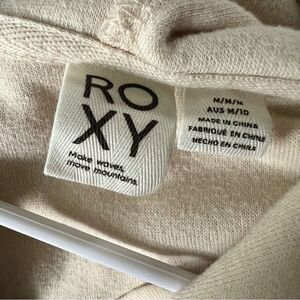 RO
XY
Make waves,
move mountains.
M/M/M
AUS M/10
MADE IN CHINA
FABRIQUÉ EN CHINE
HECHO EN CHINA